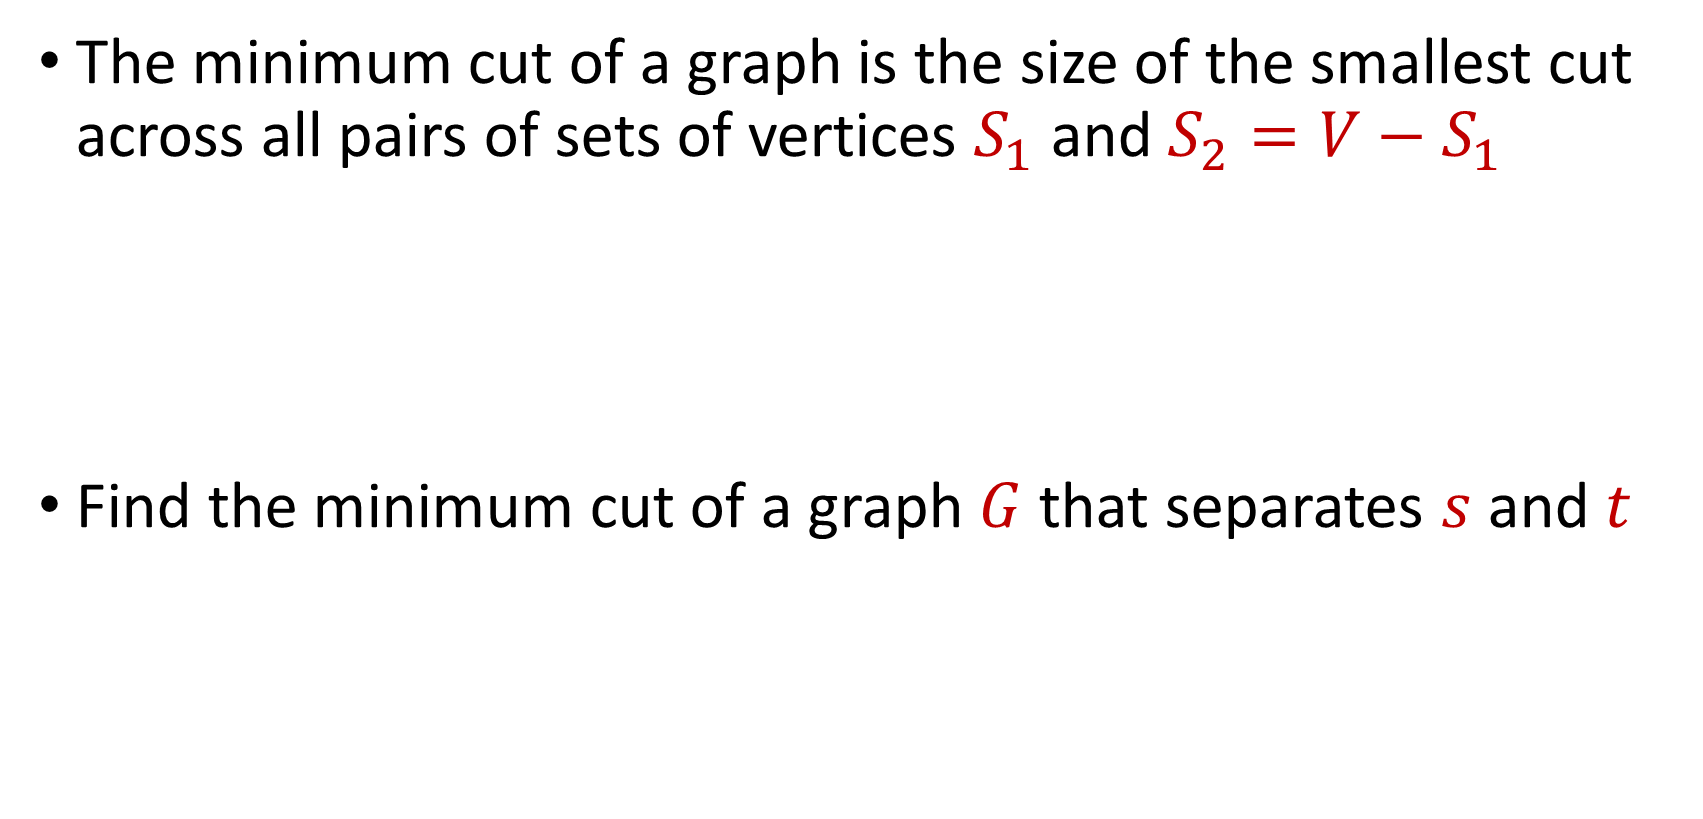 • The minimum cut of a graph is the size of the smallest cut
across all pairs of sets of vertices S₁ and S₂ = V − S₁
• Find the minimum cut of a graph G that separates s and t